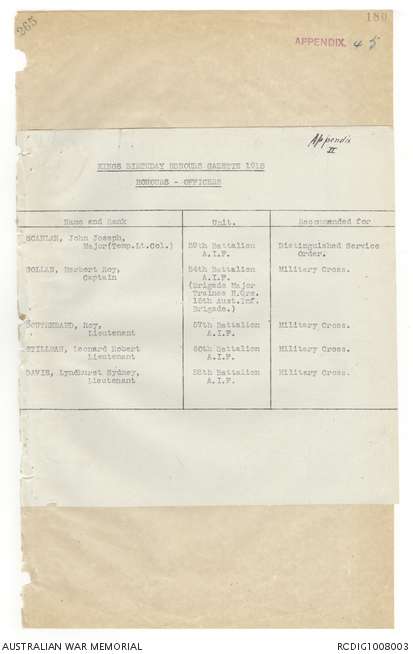 265
180
APPENDIX. 45
Appendix
II
KINGS BIRTHDAY HONOURS GAZETTE 1918
HONOURS - OFFICERS
Name and Rank Unit. Recommended for
SCANLAN, John Joseph, 59th Battalion Distinguished Service
Major(Temp.Lt.Col.) A.I.F. Order.
GOLLAN, Herbert Roy, 54th Battalion Military Cross.
Captain A.I.F.
(Brigade Major
Trainee H.Qrs.
15th Aust.Inf.
Brigade.)
Roy, 57th Battalion Military Cross.
Lieutenant A.I.F.
STILLMAN, Leonard Robert 60th Battalion Military Cross.
Lieutenant A.I.F.
DAVIS, Lyndhurst Sydney, 58th Battalion Military Cross.
Lieutenant A.I.F.
AUSTRALIAN WAR MEMORIAL
RCDIG1008003